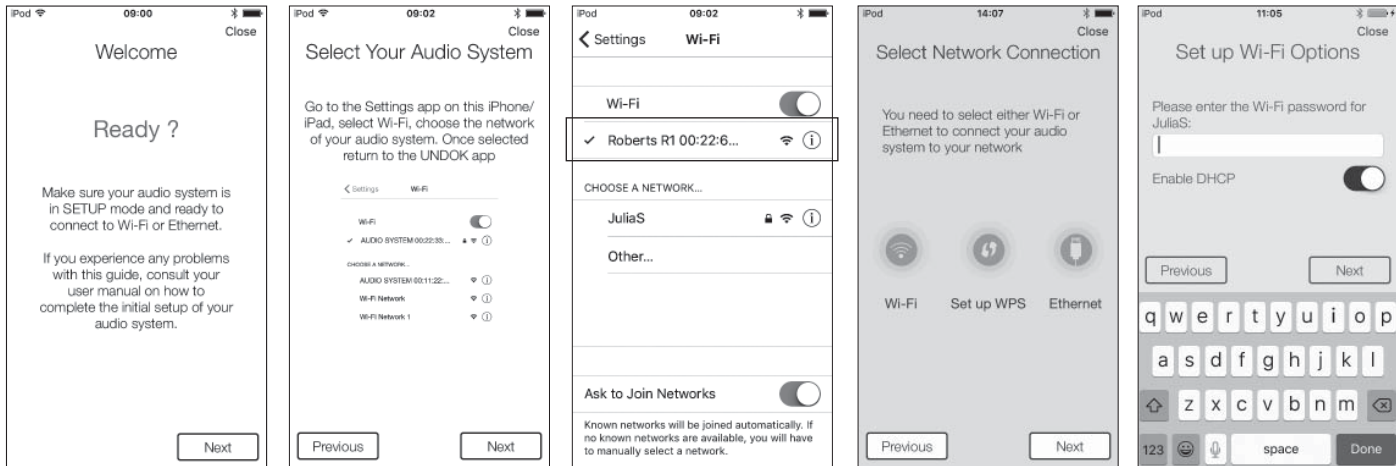 iPod 09:00
Close
Welcome
Ready ?
Make sure your audio system is
in SETUP mode and ready to
connect to Wi-Fi or Ethernet.
If you experience any problems
with this guide, consult your
user manual on how to
complete the initial setup of your
audio system.
Next
iPod 09:02
Close
Select Your Audio System
Go to the Settings app on this iPhone/
iPad, select Wi-Fi, choose the network
of your audio system. Once selected
return to the UNDOK app
Settings Wi-Fi
Wi-Fi
✓ AUDIO SYSTEM 00:22:33:...
CHOOSE A NETWORK...
AUDIO SYSTEM 00:11:22:...
Wi-Fi Network
Wi-Fi Network 1
Previous Next
iPod 09:02
Settings Wi-Fi
Wi-Fi
✓ Roberts R1 00:22:6...
CHOOSE A NETWORK...
JuliaS
Other...
Ask to Join Networks
Known networks will be joined automatically. If
no known networks are available, you will have
to manually select a network.
iPod 14:07
Close
Select Network Connection
You need to select either Wi-Fi or
Ethernet to connect your audio
system to your network
Wi-Fi Set up WPS Ethernet
Previous Next
iPod 11:05
Close
Set up Wi-Fi Options
Please enter the Wi-Fi password for
JuliaS:
Enable DHCP
Previous Next
q w e r t y u i o p
a s d f g h j k l
z x c v b n m
123 space Done